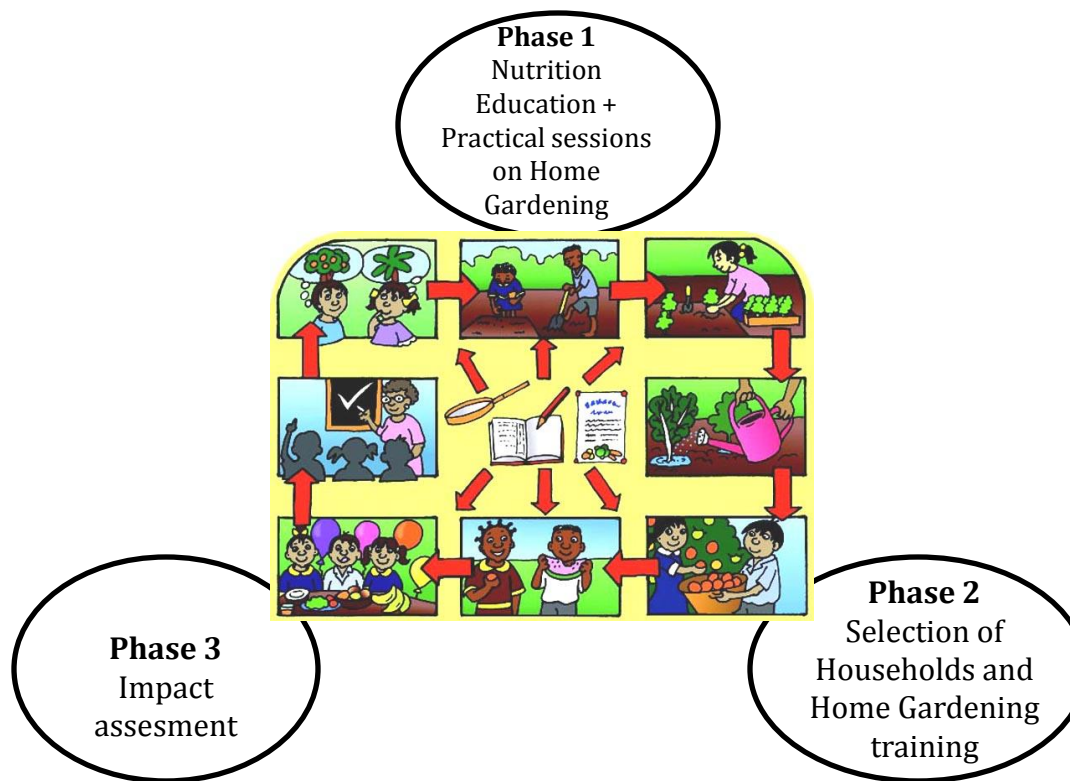 Phase 1
Nutrition
Education +
Practical sessions
on Home
Gardening
Phase 2
Selection of
Households and
Home Gardening
training
Phase 3
Impact
assesment